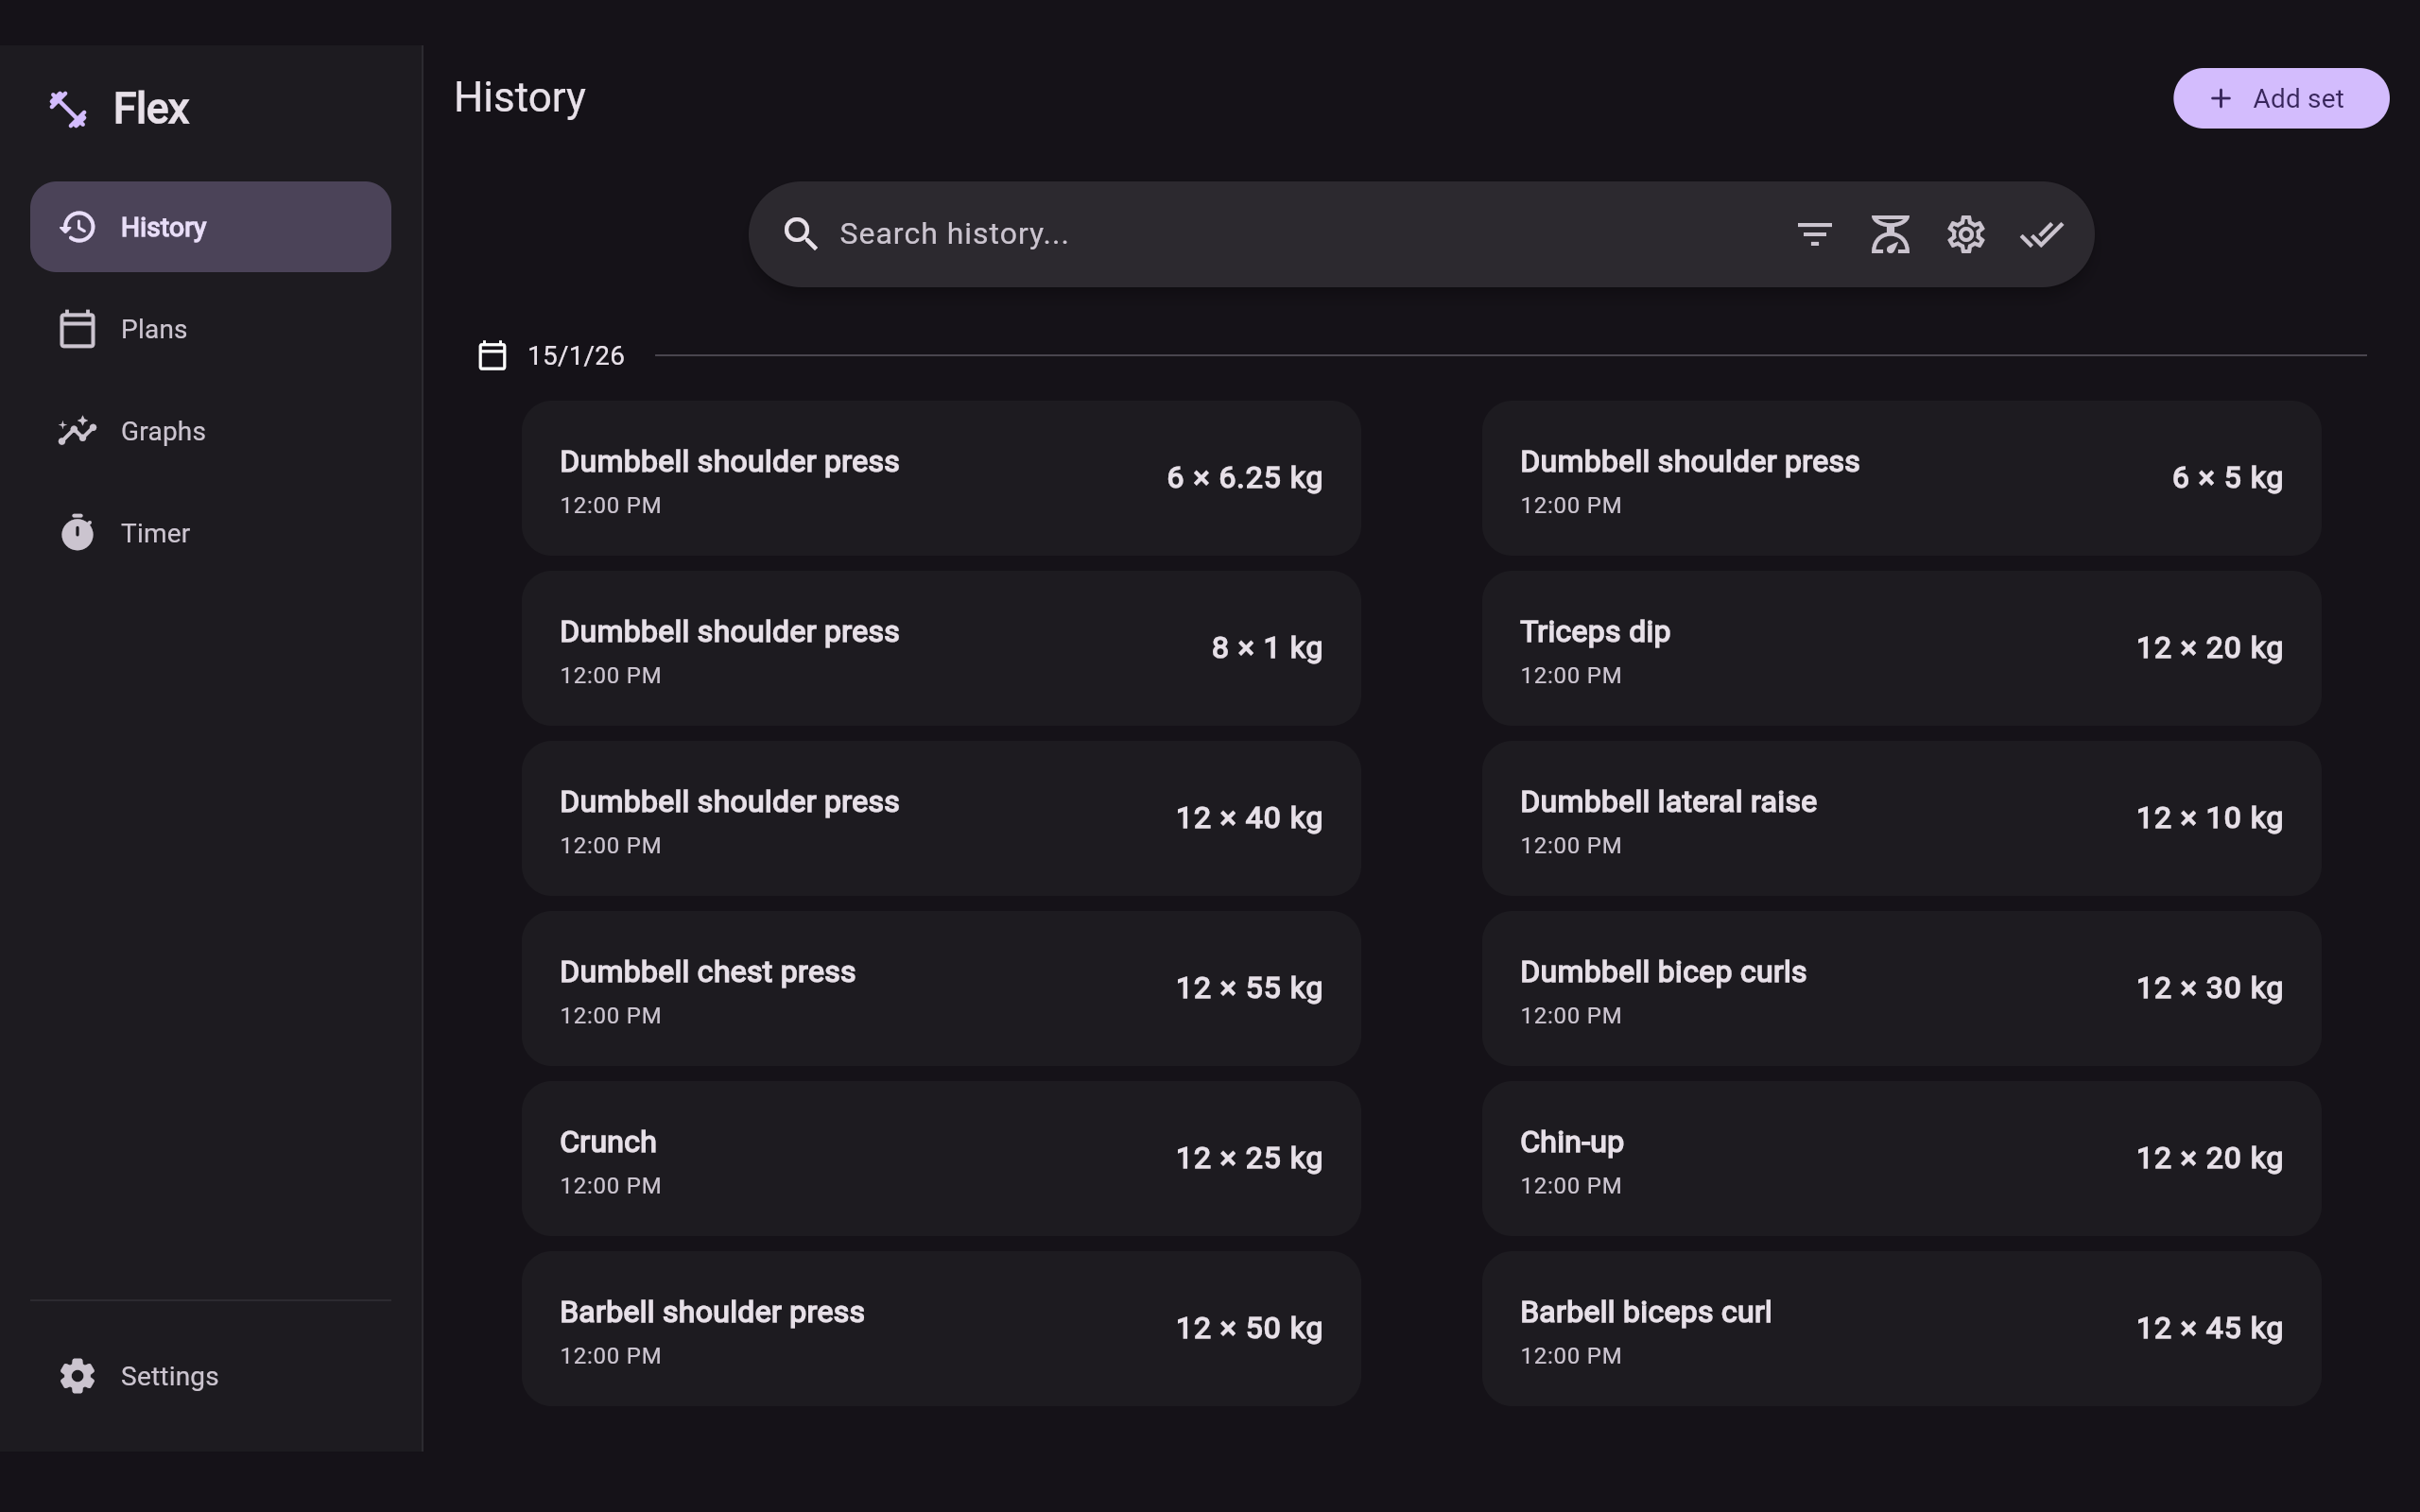 Flex
History
Plans
Graphs
Timer
Settings
History
+ Add set
Search history...
15/1/26
Dumbbell shoulder press
12:00 PM
6 × 6.25 kg
Dumbbell shoulder press
12:00 PM
6 × 5 kg
Dumbbell shoulder press
12:00 PM
8 × 1 kg
Triceps dip
12:00 PM
12 × 20 kg
Dumbbell shoulder press
12:00 PM
12 × 40 kg
Dumbbell lateral raise
12:00 PM
12 × 10 kg
Dumbbell chest press
12:00 PM
12 × 55 kg
Dumbbell bicep curls
12:00 PM
12 × 30 kg
Crunch
12:00 PM
12 × 25 kg
Chin-up
12:00 PM
12 × 20 kg
Barbell shoulder press
12:00 PM
12 × 50 kg
Barbell biceps curl
12:00 PM
12 × 45 kg